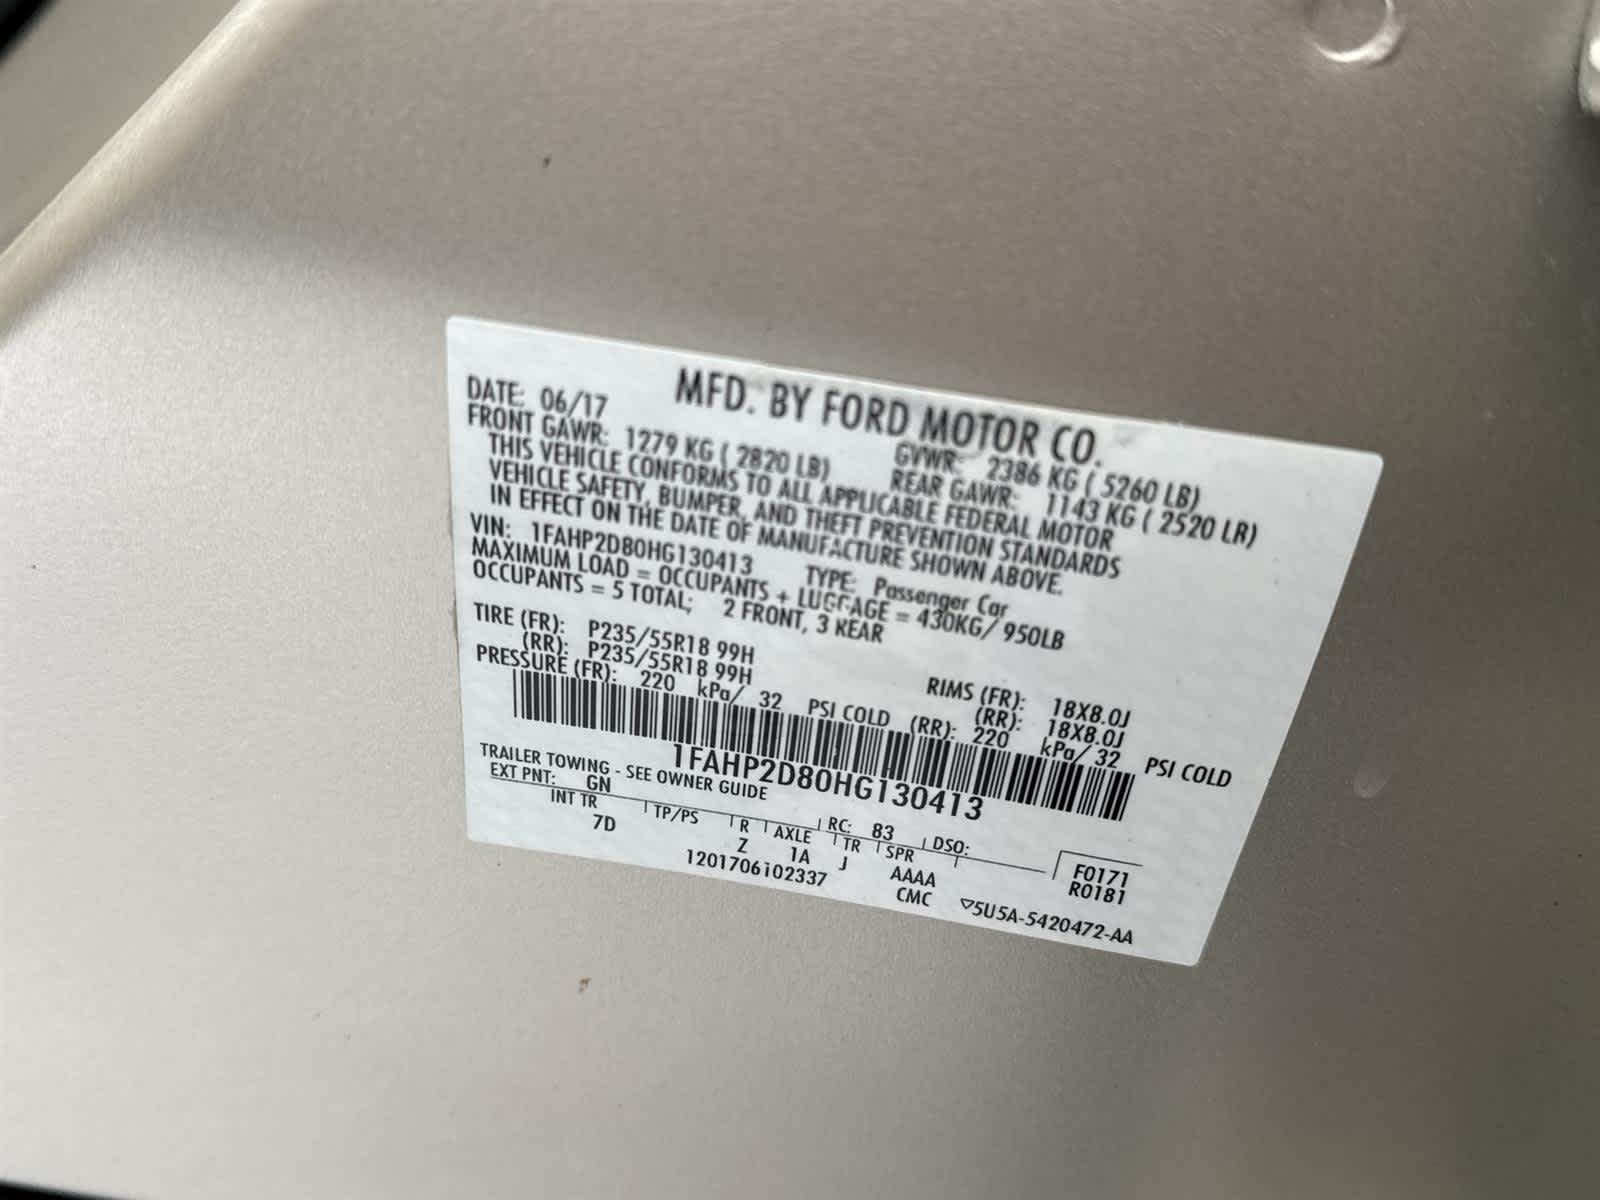 MFD. BY FORD MOTOR CO.
DATE: 06/17 GVWR: 2386 KG ( 5260 LB)
FRONT GAWR: 1279 KG ( 2820 LB) REAR GAWR: 1143 KG ( 2520 LB)
THIS VEHICLE CONFORMS TO ALL APPLICABLE FEDERAL MOTOR
VEHICLE SAFETY, BUMPER, AND THEFT PREVENTION STANDARDS
IN EFFECT ON THE DATE OF MANUFACTURE SHOWN ABOVE.
VIN: 1FAHP2D80HG130413 TYPE: Passenger Car
MAXIMUM LOAD = OCCUPANTS + LUGGAGE = 430KG/ 950LB
OCCUPANTS = 5 TOTAL; 2 FRONT, 3 REAR
TIRE (FR): P235/55R18 99H RIMS (FR): 18X8.0J
(RR): P235/55R18 99H (RR): 18X8.0J
PRESSURE (FR): 220 kPa/ 32 PSI COLD (RR): 220 kPa/ 32 PSI COLD
1FAHP2D80HG130413
TRAILER TOWING - SEE OWNER GUIDE
EXT PNT: GN RC: 83 DSO:
INT TR TP/PS R AXLE TR SPR F0171
7D Z 1A J AAAA R0181
1201706102337 CMC ▽5U5A-5420472-AA